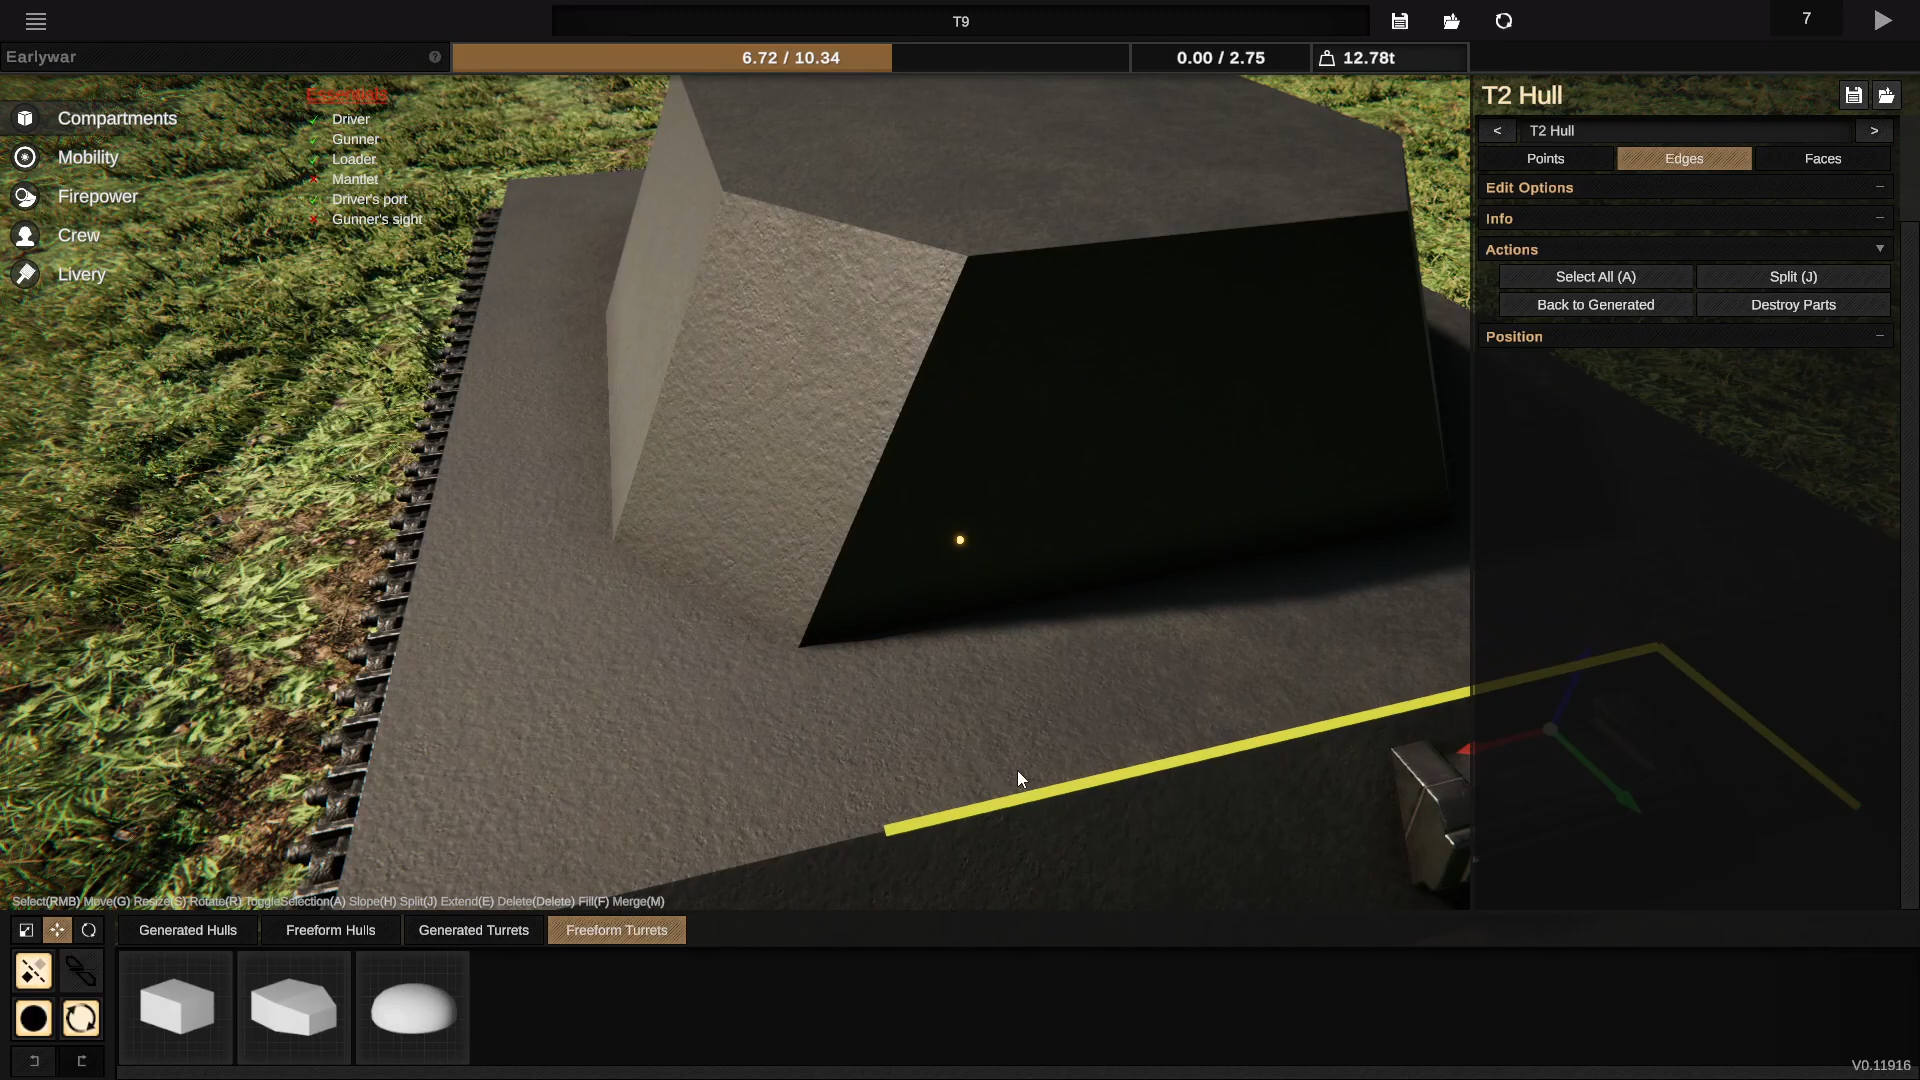 T9
7
Earlywar
?
6.72 / 10.34
0.00 / 2.75
12.78t
Compartments
Mobility
Firepower
Crew
Livery
Essentials
Driver
Gunner
Loader
Mantlet
Driver's port
Gunner's sight
T2 Hull
< T2 Hull >
Points Edges Faces
Edit Options
Info
Actions
Select All (A) Split (J)
Back to Generated Destroy Parts
Position
Select(RMB) Move(G) Resize(S) Rotate(R) ToggleSelection(A) Slope(H) Split(J) Extend(E) Delete(Delete) Fill(F) Merge(M)
Generated Hulls Freeform Hulls Generated Turrets Freeform Turrets
V0.11916